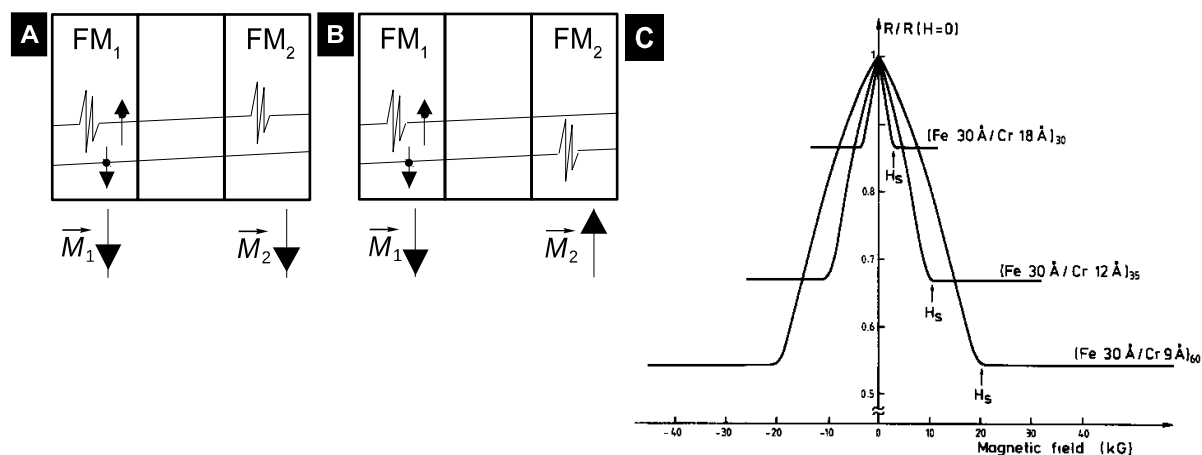 A
FM₁
FM₂
M₁
M₂
B
FM₁
FM₂
M₁
M₂
C
R/R(H=0)
1
(Fe 30 Å/Cr 18 Å)₃₀
Hs
0.8
0.7
(Fe 30 Å/Cr 12 Å)₃₅
Hs
0.6
(Fe 30 Å/Cr 9 Å)₆₀
Hs
0.5
-40 -30 -20 -10 0 10 20 30 40
Magnetic field (kG)